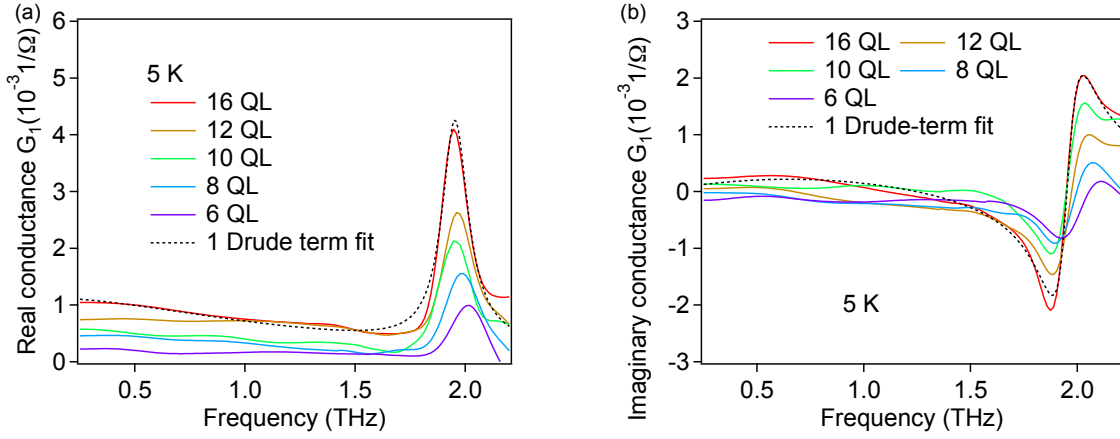 (a)
Real conductance G₁(10⁻³1/Ω)
6
5
4
3
2
1
0
5 K
16 QL
12 QL
10 QL
8 QL
6 QL
1 Drude term fit
0.5
1.0
1.5
2.0
Frequency (THz)
(b)
Imaginary conductance G₁(10⁻³1/Ω)
3
2
1
0
-1
-2
-3
16 QL
12 QL
10 QL
8 QL
6 QL
1 Drude-term fit
5 K
0.5
1.0
1.5
2.0
Frequency (THz)